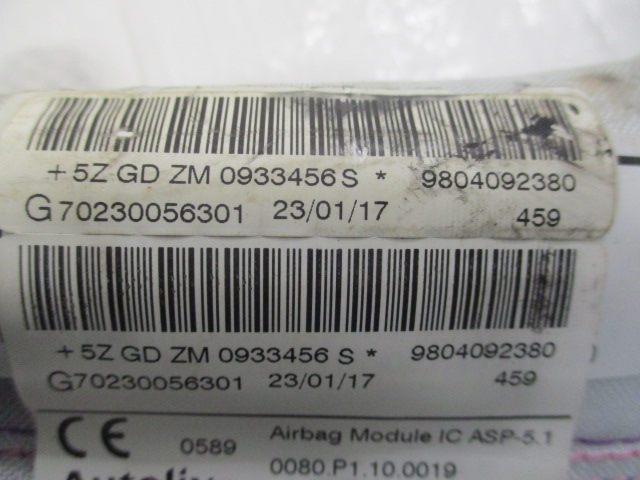 +5Z GD ZM 0933456 S * 9804092380
G70230056301 23/01/17 459
+5Z GD ZM 0933456 S * 9804092380
G70230056301 23/01/17 459
CE 0589 Airbag Module IC ASP-5.1
0080.P1.10.0019
Autoliv